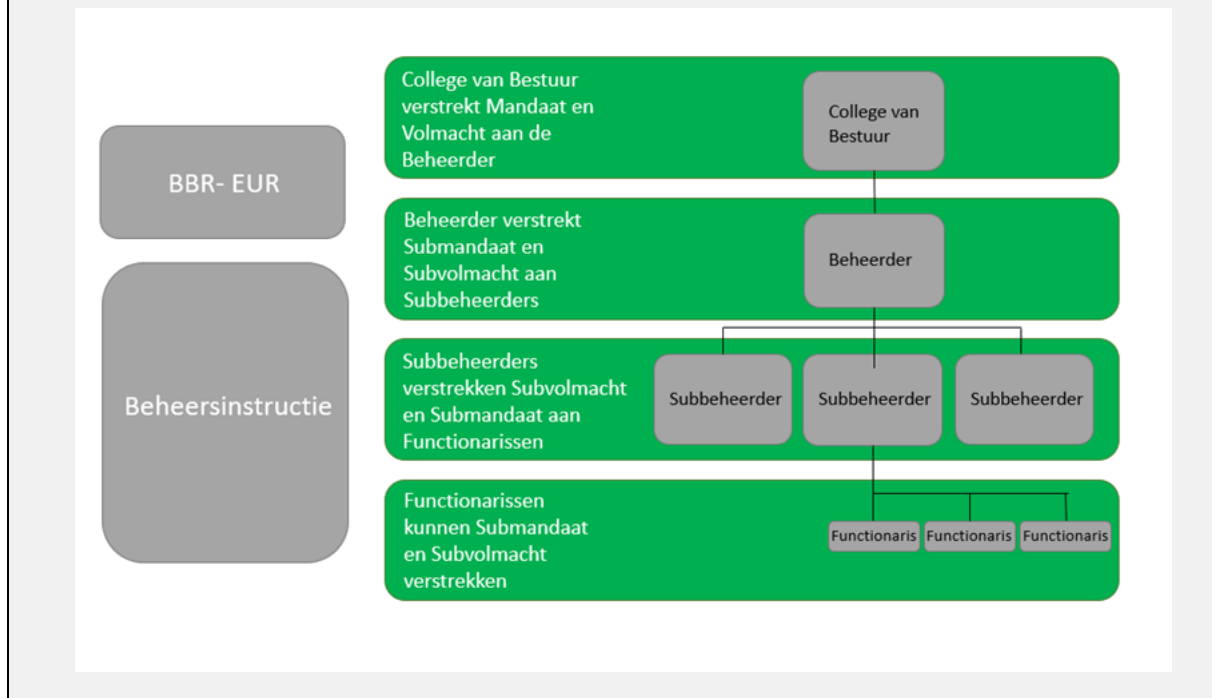 College van Bestuur
verstrekt Mandaat en
Volmacht aan de
Beheerder
College van
Bestuur
BBR- EUR
Beheerder verstrekt
Submandaat en
Subvolmacht aan
Subbeheerders
Beheerder
Beheersinstructie
Subbeheerders
verstrekken Subvolmacht
en Submandaat aan
Functionarissen
Subbeheerder
Subbeheerder
Subbeheerder
Functionarissen
kunnen Submandaat
en Subvolmacht
verstrekken
Functionaris
Functionaris
Functionaris